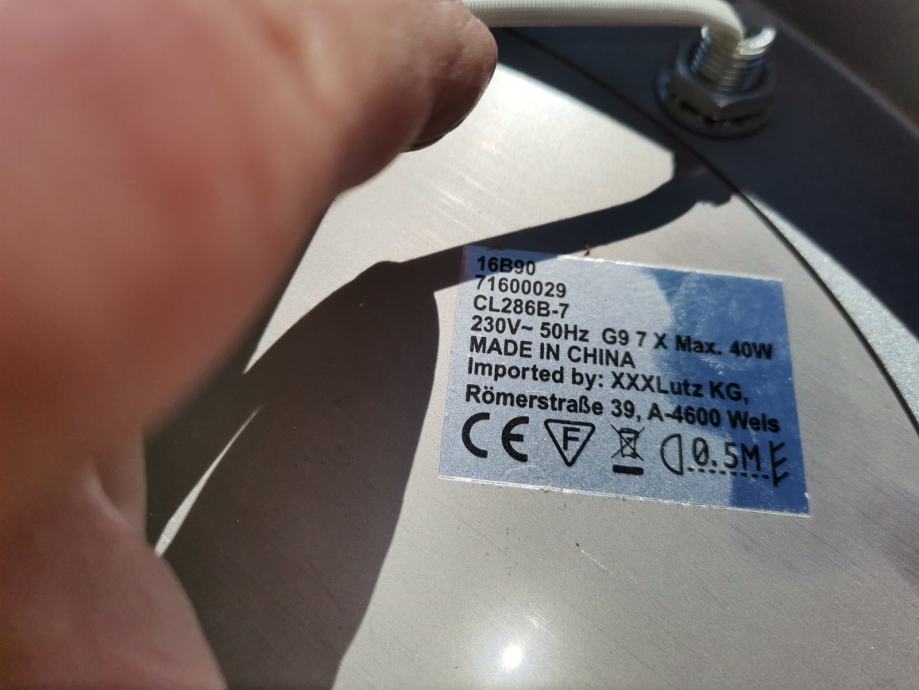 16B90
71600029
CL286B-7
230V~ 50Hz G9 7 X Max. 40W
MADE IN CHINA
Imported by: XXXLutz KG,
Römerstraße 39, A-4600 Wels
CE F 0.5M